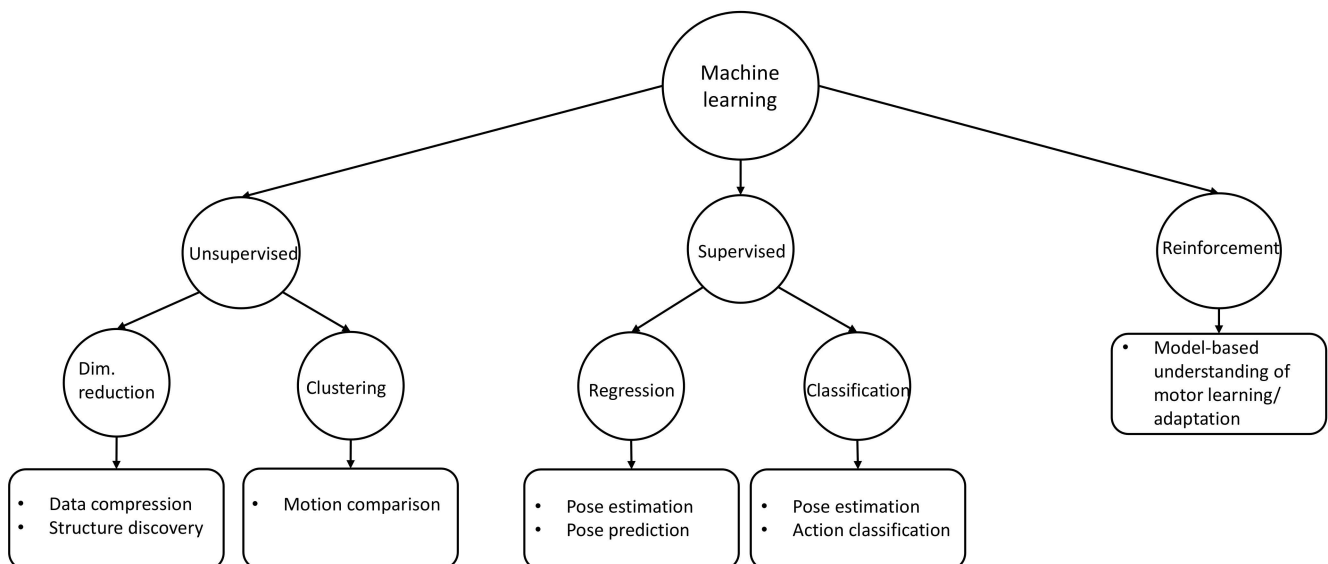 Machine
learning
Unsupervised
Supervised
Reinforcement
Dim.
reduction
Clustering
Regression
Classification
• Model-based
understanding of
motor learning/
adaptation
• Data compression
• Structure discovery
• Motion comparison
• Pose estimation
• Pose prediction
• Pose estimation
• Action classification